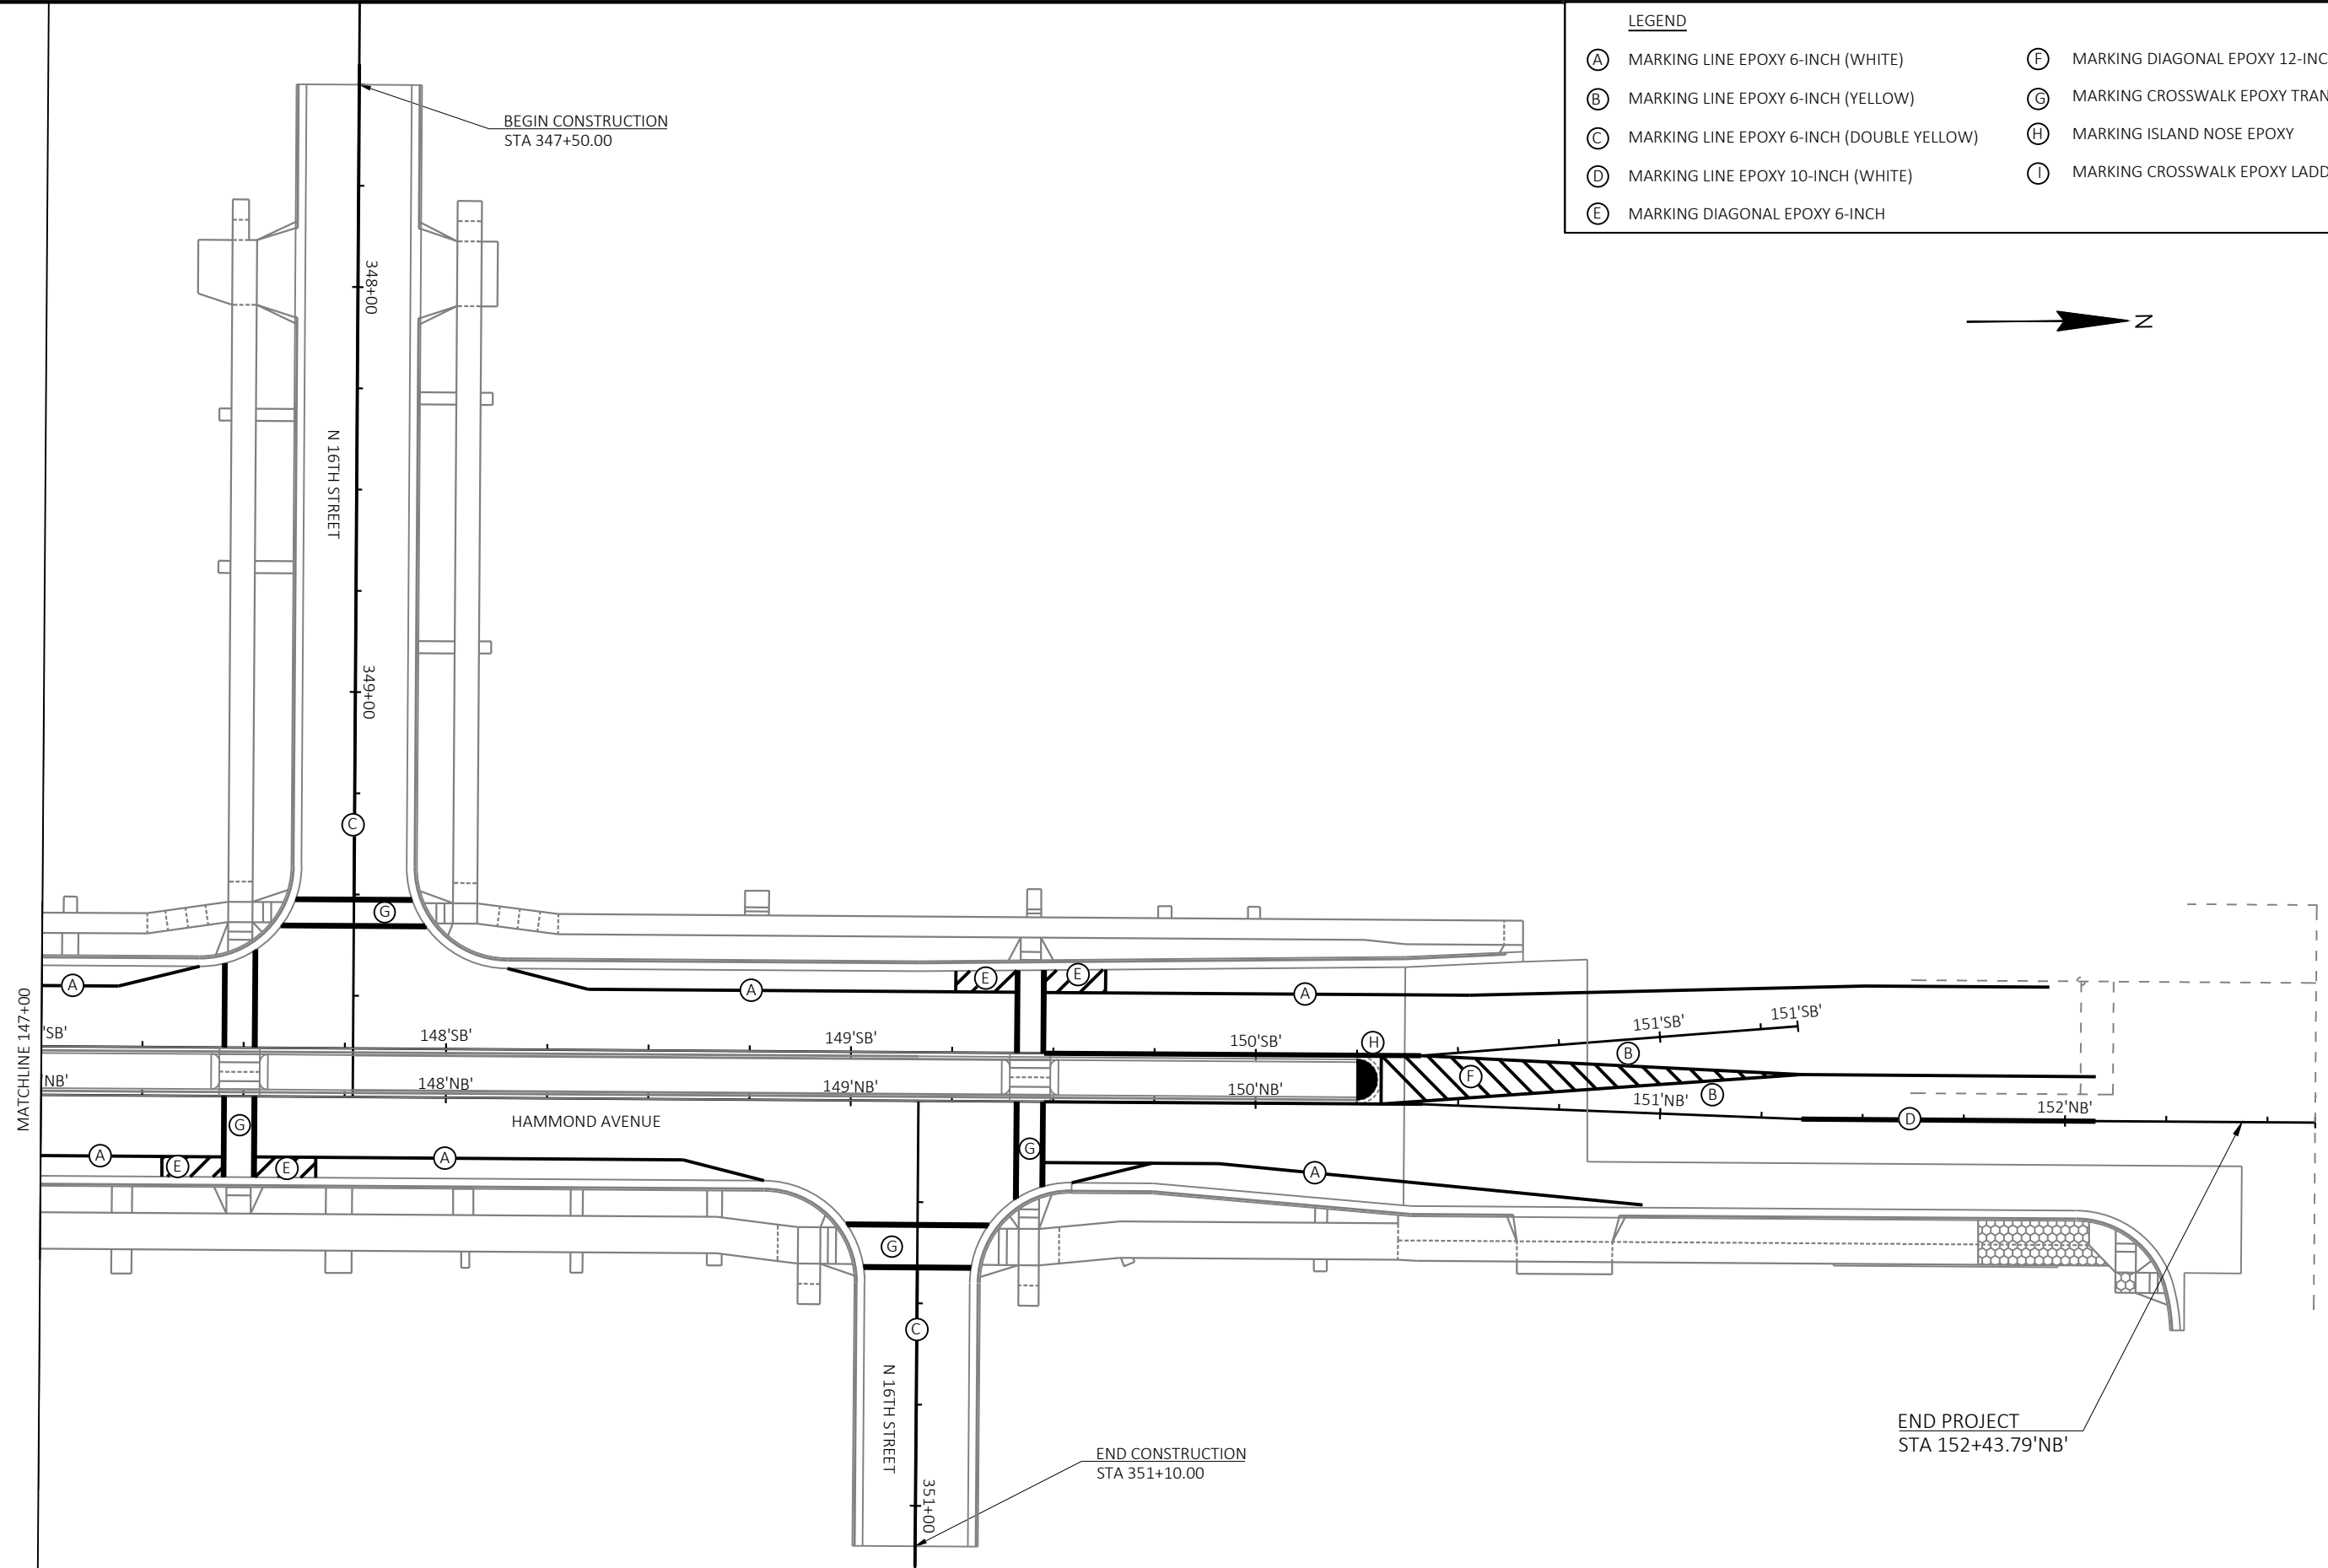 LEGEND
A MARKING LINE EPOXY 6-INCH (WHITE)
B MARKING LINE EPOXY 6-INCH (YELLOW)
C MARKING LINE EPOXY 6-INCH (DOUBLE YELLOW)
D MARKING LINE EPOXY 10-INCH (WHITE)
E MARKING DIAGONAL EPOXY 6-INCH
F MARKING DIAGONAL EPOXY 12-INC
G MARKING CROSSWALK EPOXY TRAN
H MARKING ISLAND NOSE EPOXY
I MARKING CROSSWALK EPOXY LADD
BEGIN CONSTRUCTION
STA 347+50.00
N
348+00
N 16TH STREET
349+00
C
G
A
E
E
A
A
MATCHLINE 147+00
'SB'
148'SB'
149'SB'
150'SB'
H
151'SB'
151'SB'
B
'NB'
148'NB'
149'NB'
150'NB'
F
151'NB'
B
152'NB'
D
G
HAMMOND AVENUE
G
A
E
E
A
A
G
C
N 16TH STREET
351+00
END CONSTRUCTION
STA 351+10.00
END PROJECT
STA 152+43.79'NB'